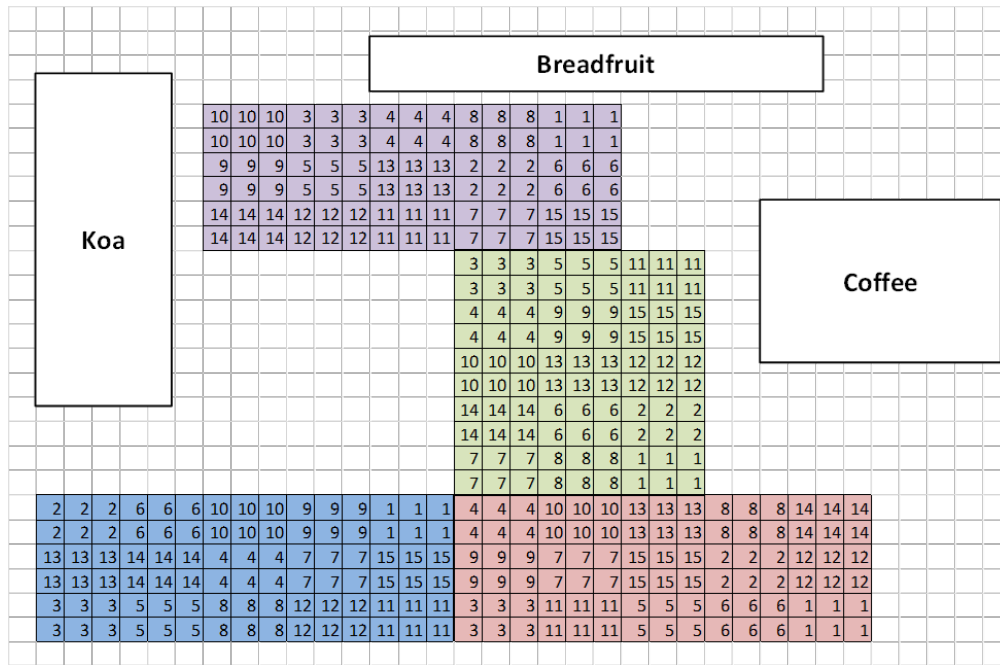 Breadfruit
10 10 10 3 3 3 4 4 4 8 8 8 1 1 1
10 10 10 3 3 3 4 4 4 8 8 8 1 1 1
9 9 9 5 5 5 13 13 13 2 2 2 6 6 6
9 9 9 5 5 5 13 13 13 2 2 2 6 6 6
14 14 14 12 12 12 11 11 11 7 7 7 15 15 15
Koa
14 14 14 12 12 12 11 11 11 7 7 7 15 15 15
3 3 3 5 5 5 11 11 11
Coffee
3 3 3 5 5 5 11 11 11
4 4 4 9 9 9 15 15 15
4 4 4 9 9 9 15 15 15
10 10 10 13 13 13 12 12 12
10 10 10 13 13 13 12 12 12
14 14 14 6 6 6 2 2 2
14 14 14 6 6 6 2 2 2
7 7 7 8 8 8 1 1 1
7 7 7 8 8 8 1 1 1
2 2 2 6 6 6 10 10 10 9 9 9 1 1 1 4 4 4 10 10 10 13 13 13 8 8 8 14 14 14
2 2 2 6 6 6 10 10 10 9 9 9 1 1 1 4 4 4 10 10 10 13 13 13 8 8 8 14 14 14
13 13 13 14 14 14 4 4 4 7 7 7 15 15 15 9 9 9 7 7 7 15 15 15 2 2 2 12 12 12
13 13 13 14 14 14 4 4 4 7 7 7 15 15 15 9 9 9 7 7 7 15 15 15 2 2 2 12 12 12
3 3 3 5 5 5 8 8 8 12 12 12 11 11 11 3 3 3 11 11 11 5 5 5 6 6 6 1 1 1
3 3 3 5 5 5 8 8 8 12 12 12 11 11 11 3 3 3 11 11 11 5 5 5 6 6 6 1 1 1